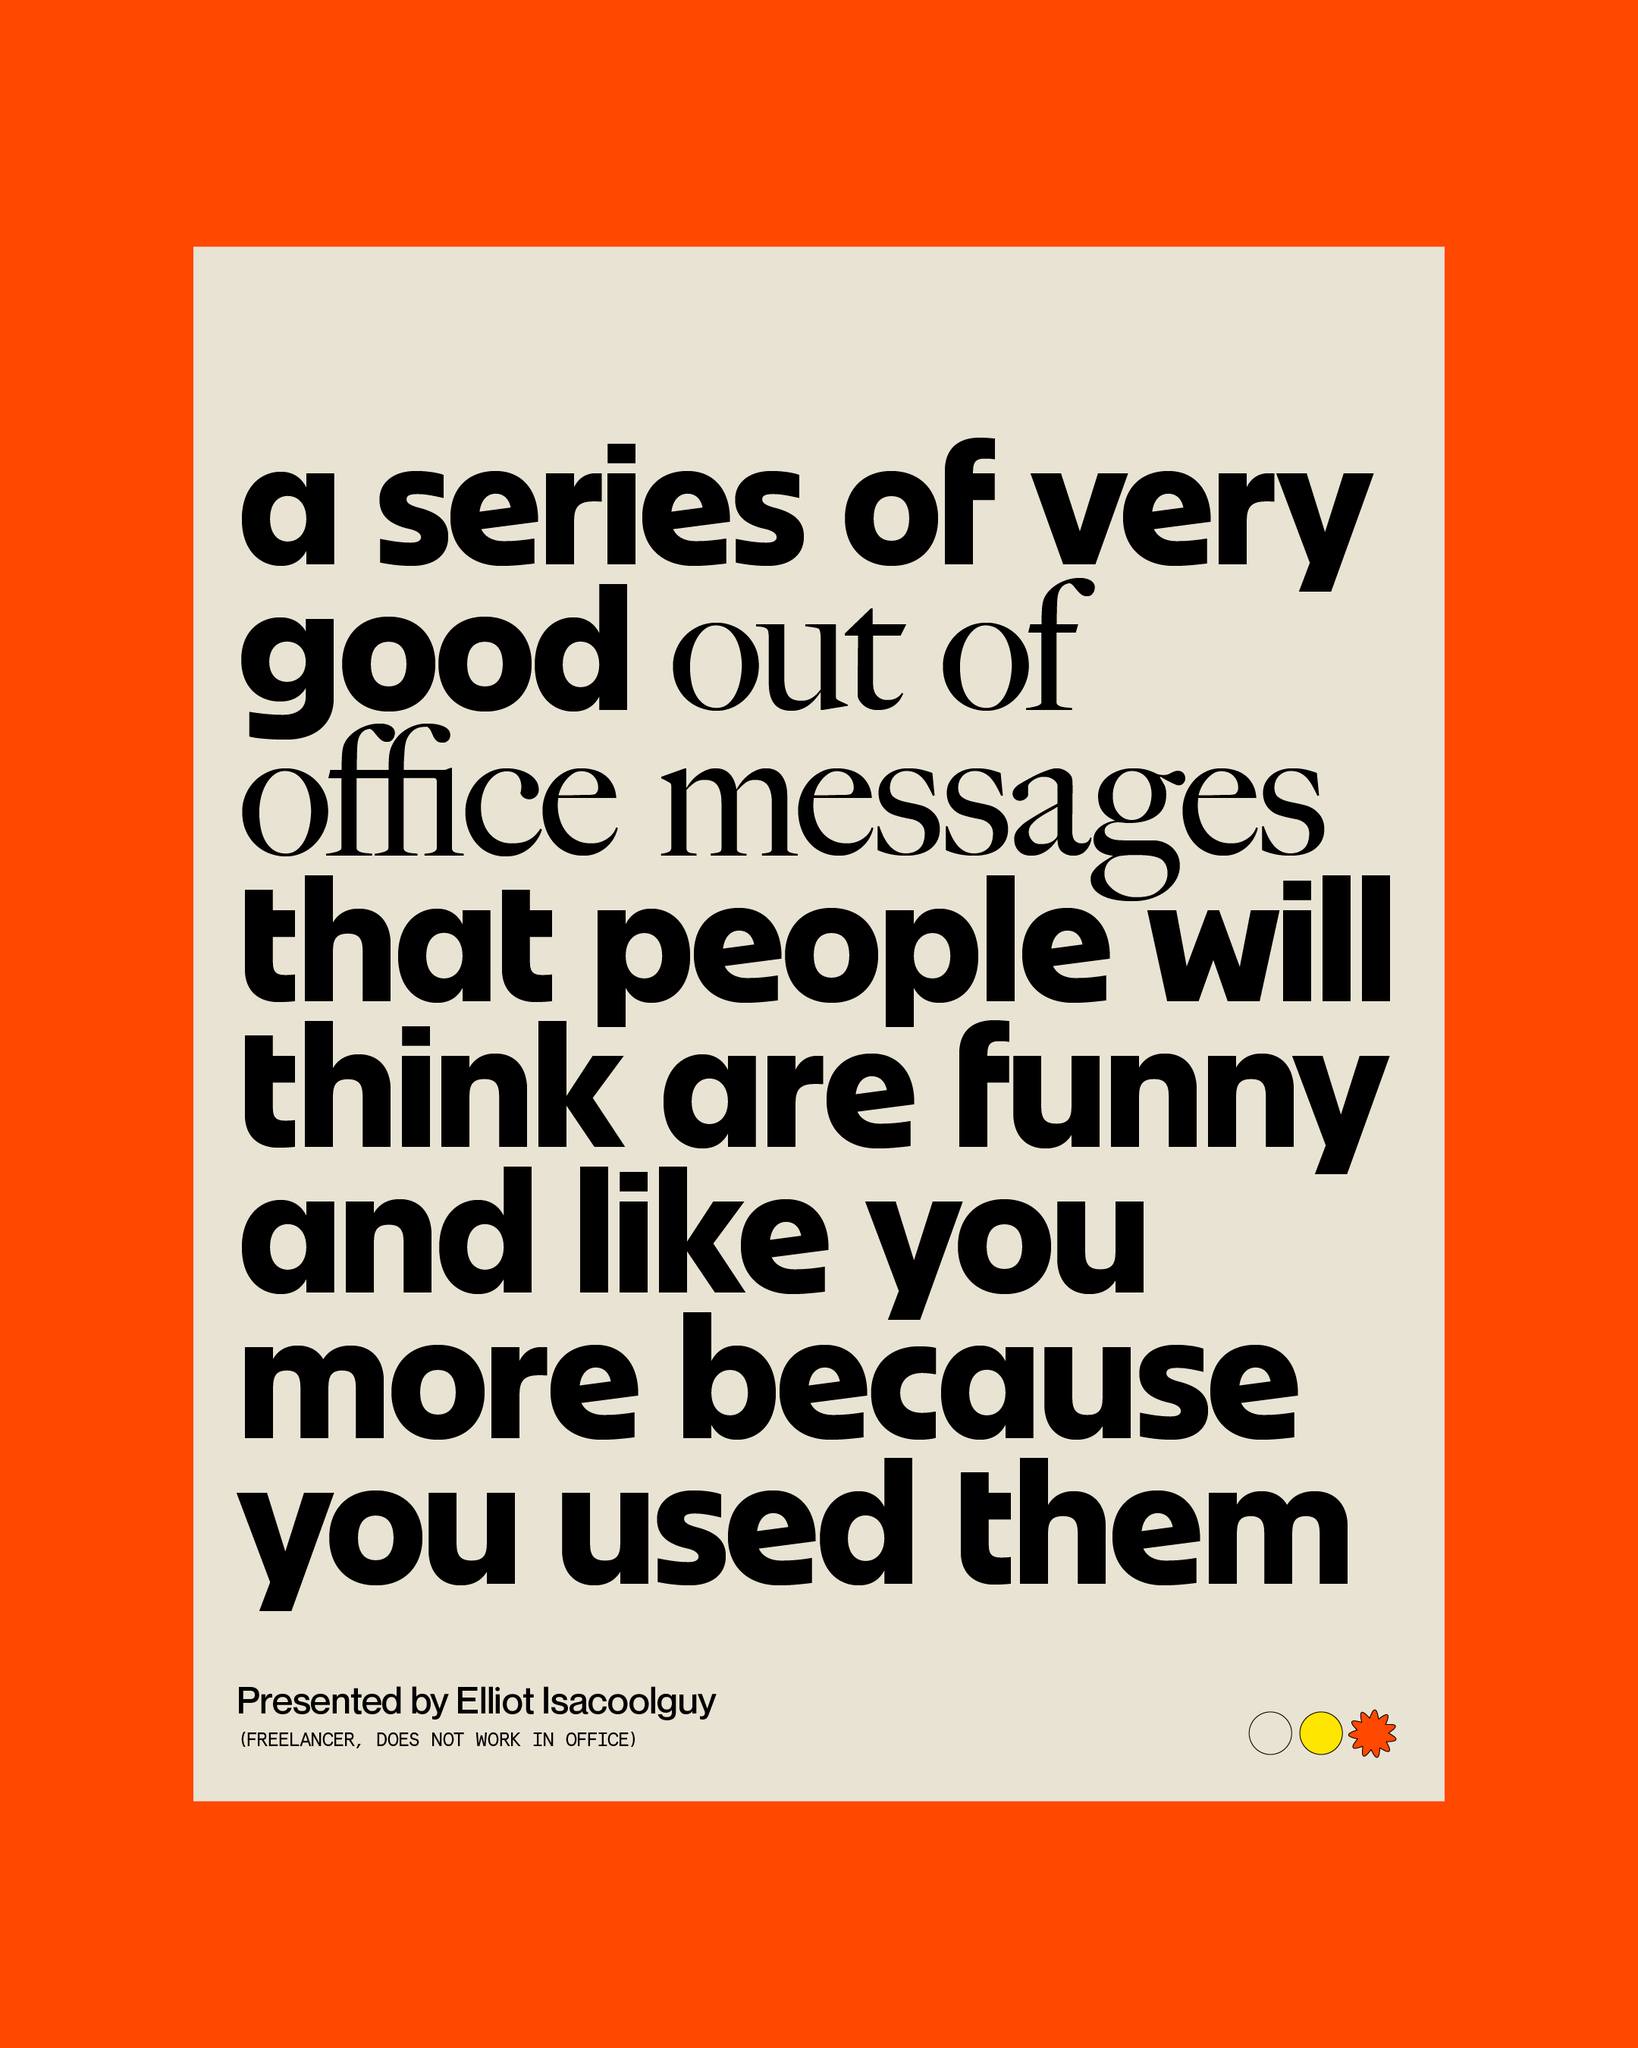 a series of very
good out of
office messages
that people will
think are funny
and like you
more because
you used them
Presented by Elliot Isacoolguy
(FREELANCER, DOES NOT WORK IN OFFICE)